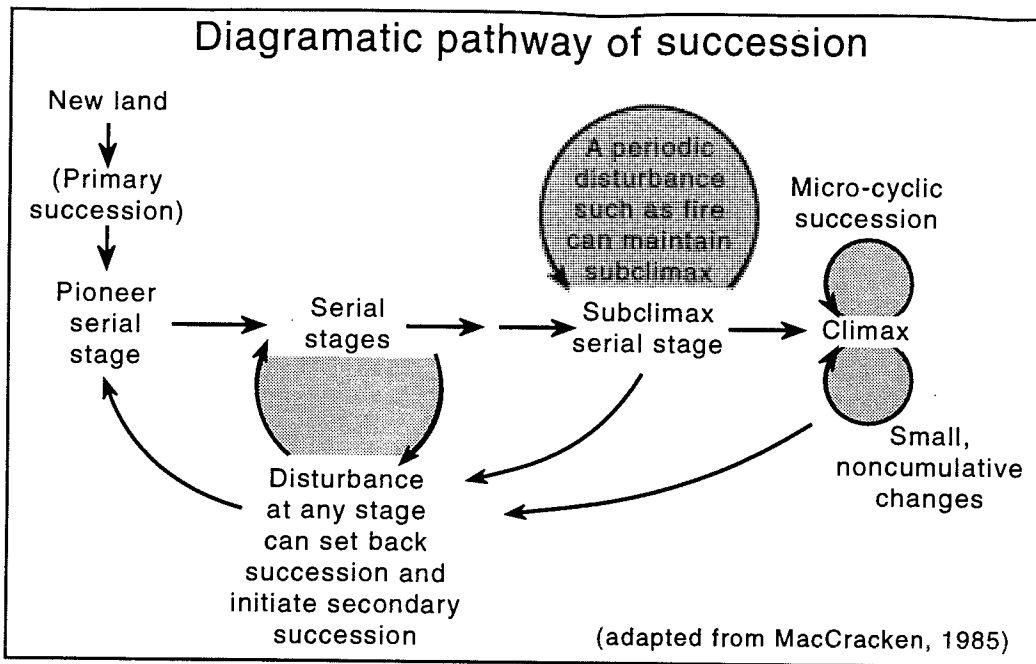 Diagramatic pathway of succession
New land
(Primary
succession)
Pioneer
serial
stage
Serial
stages
A periodic
disturbance
such as fire
can maintain
subclimax
Subclimax
serial stage
Micro-cyclic
succession
Climax
Small,
noncumulative
changes
Disturbance
at any stage
can set back
succession and
initiate secondary
succession
(adapted from MacCracken, 1985)